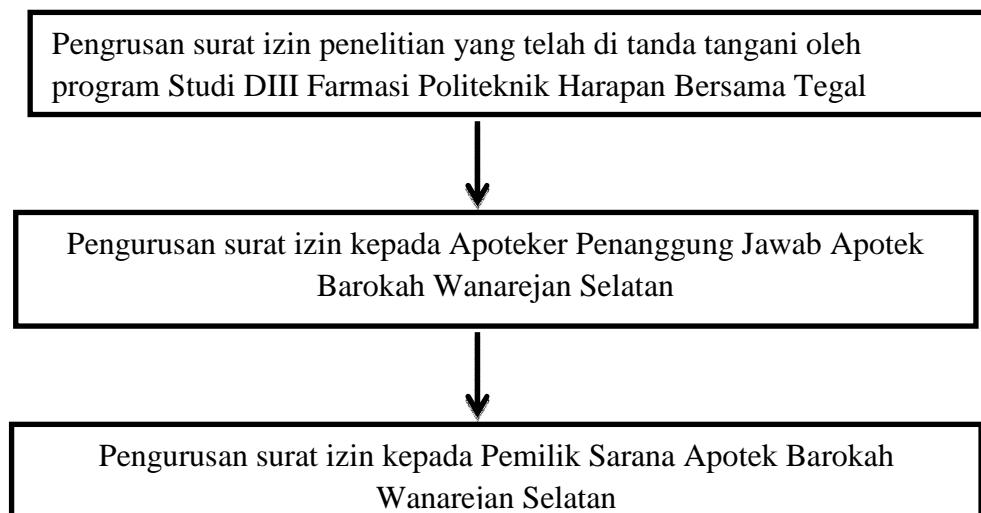 Pengrusan surat izin penelitian yang telah di tanda tangani oleh
program Studi DIII Farmasi Politeknik Harapan Bersama Tegal
Pengurusan surat izin kepada Apoteker Penanggung Jawab Apotek
Barokah Wanarejan Selatan
Pengurusan surat izin kepada Pemilik Sarana Apotek Barokah
Wanarejan Selatan